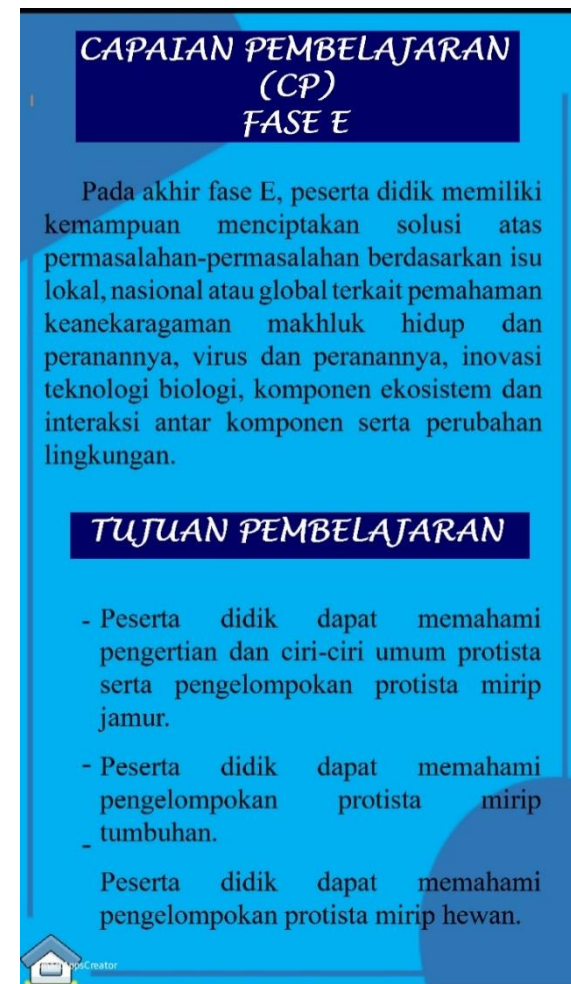 CAPAIAN PEMBELAJARAN
(CP)
FASE E
Pada akhir fase E, peserta didik memiliki
kemampuan menciptakan solusi atas
permasalahan-permasalahan berdasarkan isu
lokal, nasional atau global terkait pemahaman
keanekaragaman makhluk hidup dan
peranannya, virus dan peranannya, inovasi
teknologi biologi, komponen ekosistem dan
interaksi antar komponen serta perubahan
lingkungan.
TUJUAN PEMBELAJARAN
- Peserta didik dapat memahami
pengertian dan ciri-ciri umum protista
serta pengelompokan protista mirip
jamur.
- Peserta didik dapat memahami
pengelompokan protista mirip
tumbuhan.
- Peserta didik dapat memahami
pengelompokan protista mirip hewan.